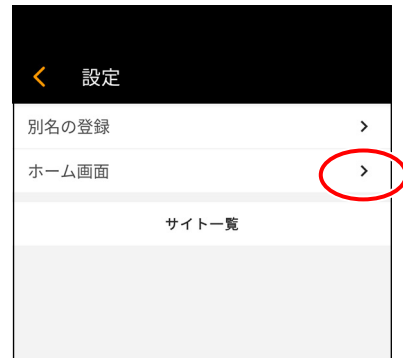 設定
別名の登録
ホーム画面
サイト一覧